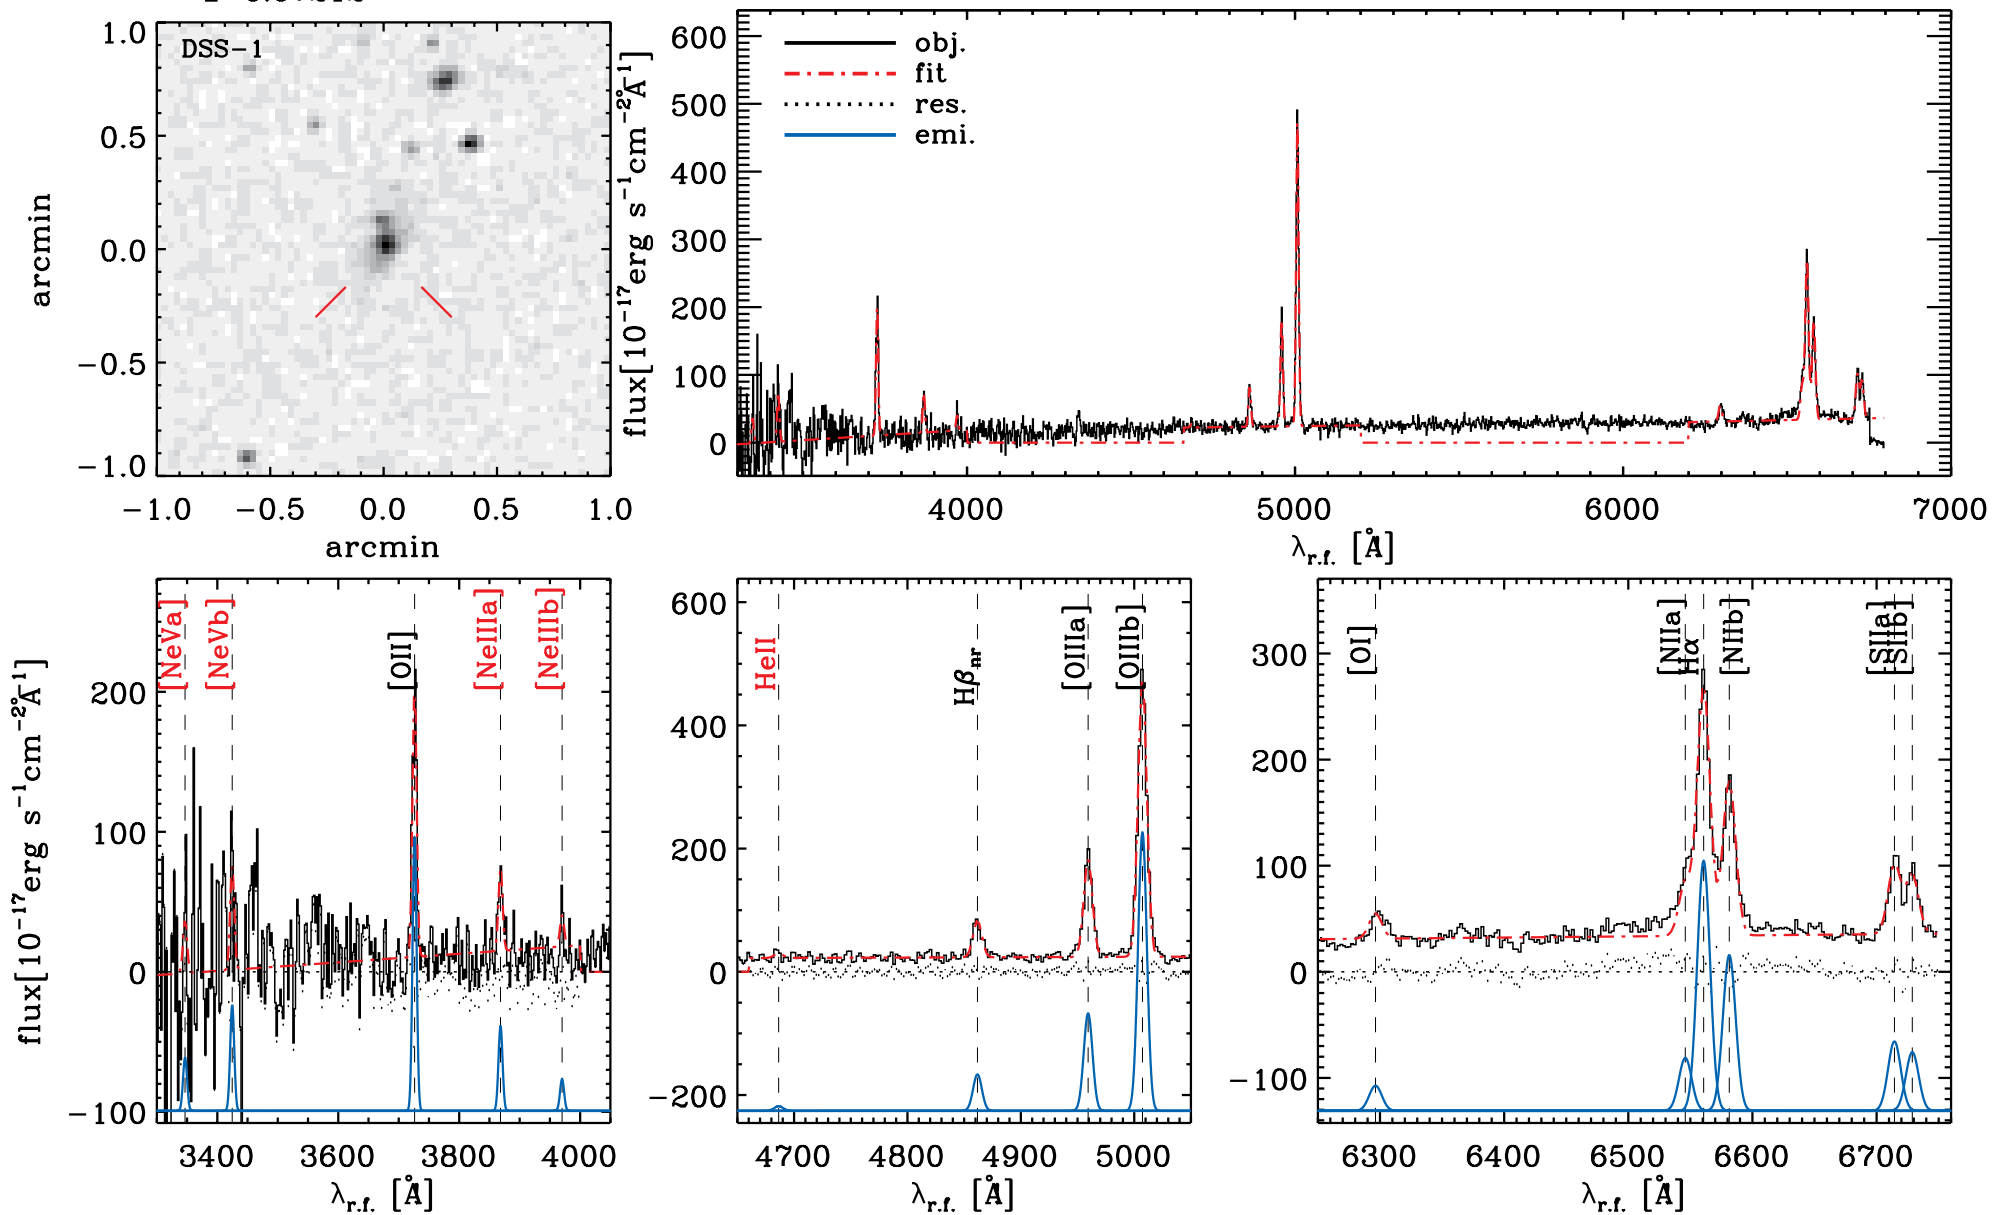 DSS-1
1.0
0.5
0.0
-0.5
-1.0
arcmin
-1.0 -0.5 0.0 0.5 1.0
arcmin
obj.
fit
res.
emi.
600
500
400
300
200
100
0
flux[10⁻¹⁷erg s⁻¹cm⁻²Å⁻¹]
4000 5000 6000 7000
λr.f. [Å]
[NeVa]
[NeVb]
[OII]
[NeIIIa]
[NeIIIb]
200
100
0
-100
flux[10⁻¹⁷erg s⁻¹cm⁻²Å⁻¹]
3400 3600 3800 4000
λr.f. [Å]
HeII
Hβnr
[OIIIa]
[OIIIb]
600
400
200
0
-200
4700 4800 4900 5000
λr.f. [Å]
[OI]
[NIIa]
Hα
[NIIb]
[SIIa]
[SIIb]
300
200
100
0
-100
6300 6400 6500 6600 6700
λr.f. [Å]